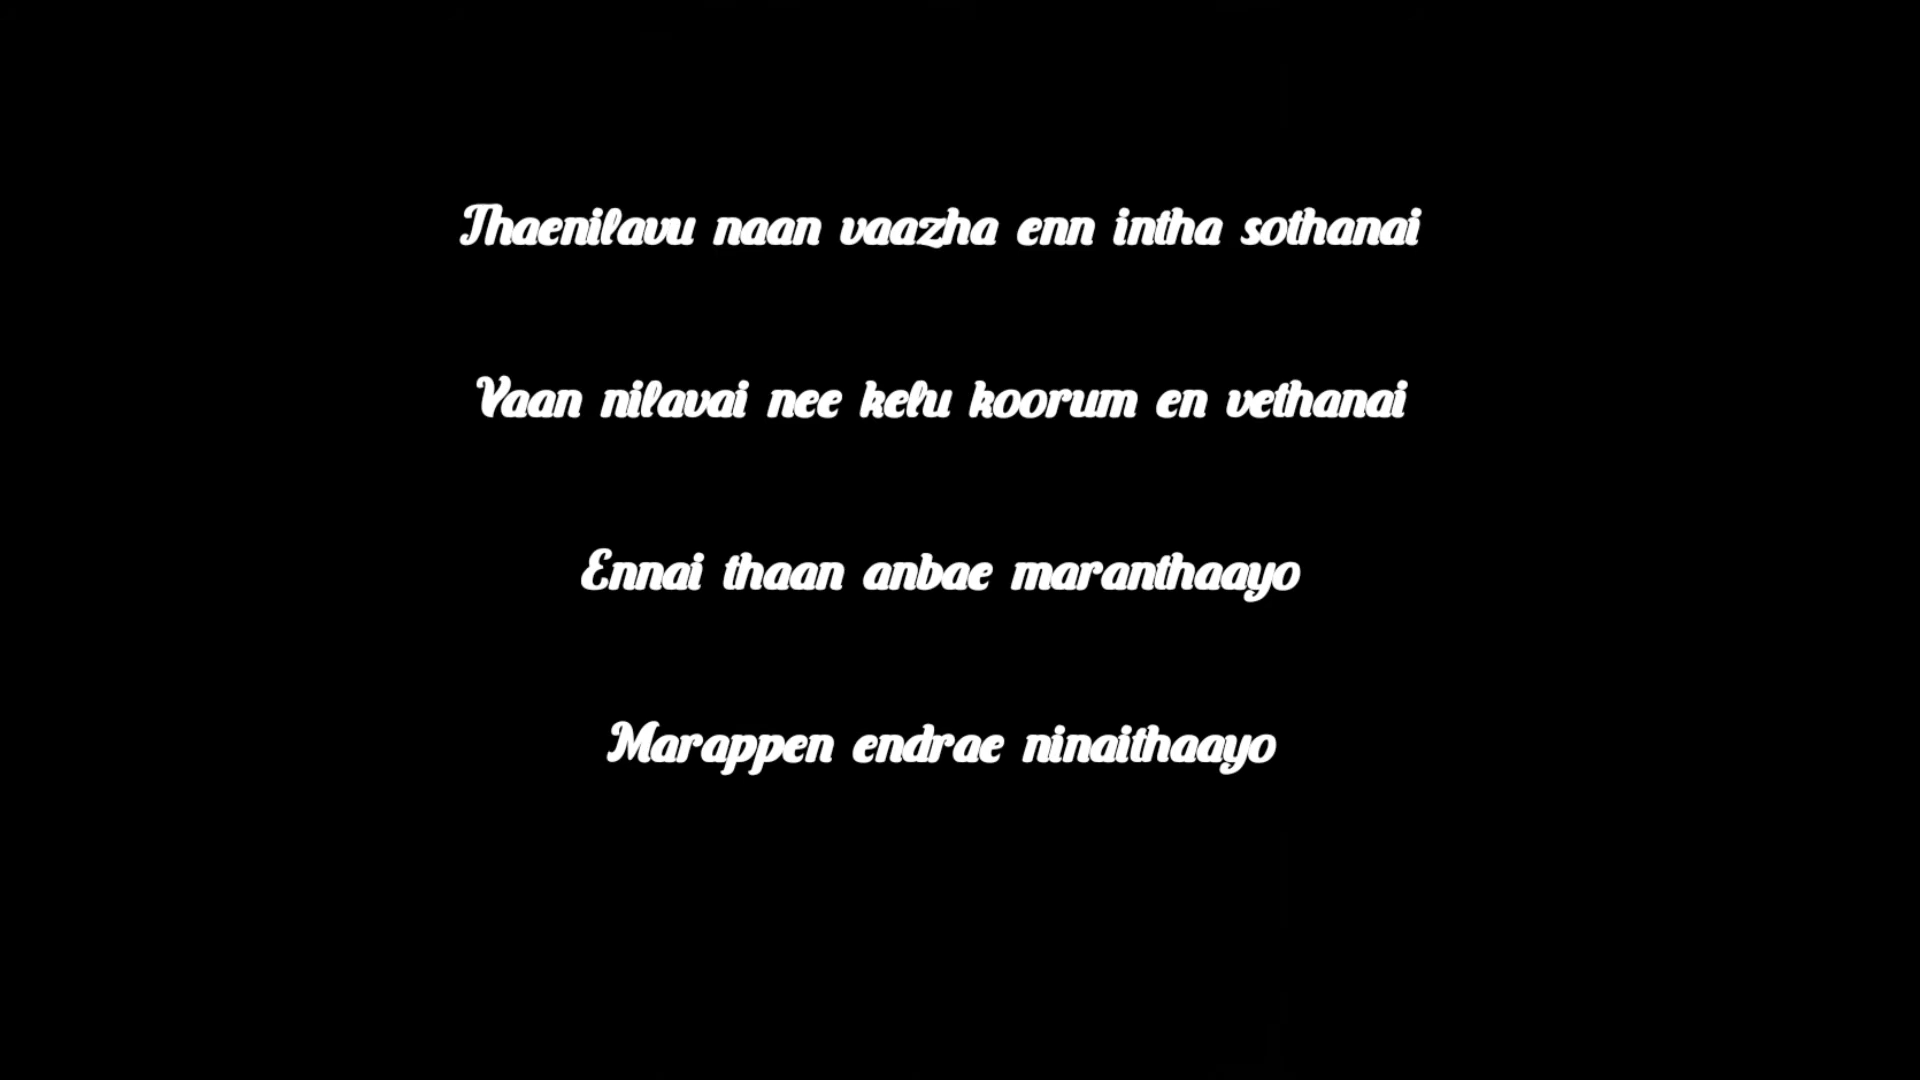 Thaenilavu naan vaazha enn intha sothanai
Vaan nilavai nee kelu koorum en vethanai
Ennai thaan anbae maranthaayo
Marappen endrae ninaithaayo